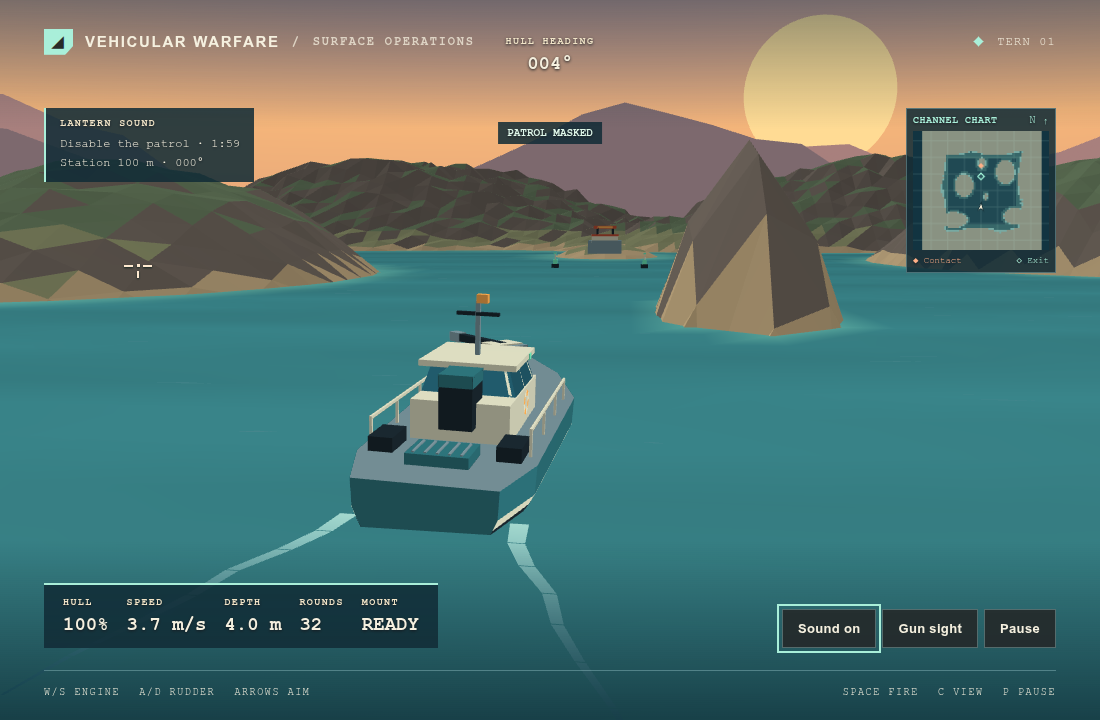 VEHICULAR WARFARE / SURFACE OPERATIONS
HULL HEADING
004°
TERN 01
LANTERN SOUND
Disable the patrol · 1:59
Station 100 m · 000°
PATROL MASKED
CHANNEL CHART N ↑
◆ Contact ◇ Exit
HULL SPEED DEPTH ROUNDS MOUNT
100% 3.7 m/s 4.0 m 32 READY
Sound on Gun sight Pause
W/S ENGINE A/D RUDDER ARROWS AIM
SPACE FIRE C VIEW P PAUSE